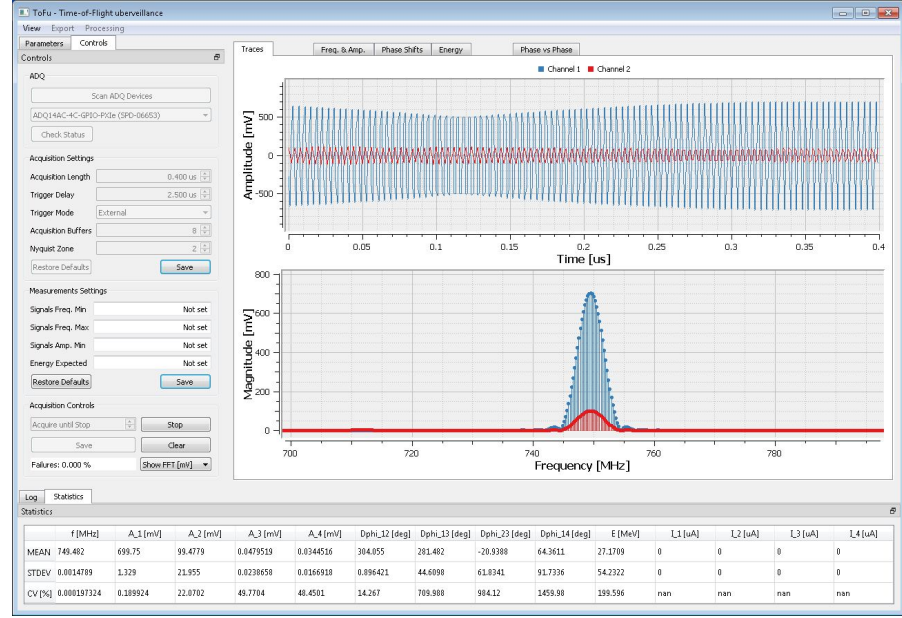 ToFu - Time-of-Flight uberveillance
View Export Processing
Parameters Controls
Controls
ADQ
Scan ADQ Devices
ADQ14AC-4C-GPIO-PXIe (SPD-06653)
Check Status
Acquisition Settings
Acquisition Length 0.400 us
Trigger Delay 2.500 us
Trigger Mode External
Acquisition Buffers 8
Nyquist Zone 2
Restore Defaults Save
Measurements Settings
Signals Freq. Min Not set
Signals Freq. Max Not set
Signals Amp. Min Not set
Energy Expected Not set
Restore Defaults Save
Acquisition Controls
Acquire until Stop Stop
Save Clear
Failures: 0.000 % Show FFT [mV]
Traces Freq. & Amp. Phase Shifts Energy Phase vs Phase
Channel 1 Channel 2
Amplitude [mV]
500
0
-500
0 0.05 0.1 0.15 0.2 0.25 0.3 0.35 0.4
Time [us]
Magnitude [mV]
800
600
400
200
0
700 720 740 760 780
Frequency [MHz]
Log Statistics
Statistics
f [MHz] A_1 [mV] A_2 [mV] A_3 [mV] A_4 [mV] Dphi_12 [deg] Dphi_13 [deg] Dphi_23 [deg] Dphi_14 [deg] E [MeV] I_1 [uA] I_2 [uA] I_3 [uA] I_4 [uA]
MEAN 749.482 699.75 99.4779 0.0479519 0.0344516 304.055 281.482 -20.9388 64.3611 27.1709 0 0 0 0
STDEV 0.0014789 1.329 21.955 0.0238658 0.0166918 0.896421 44.6098 61.8341 91.7336 54.2322 0 0 0 0
CV [%] 0.000197324 0.189924 22.0702 49.7704 48.4501 14.267 709.988 984.12 1459.98 199.596 nan nan nan nan